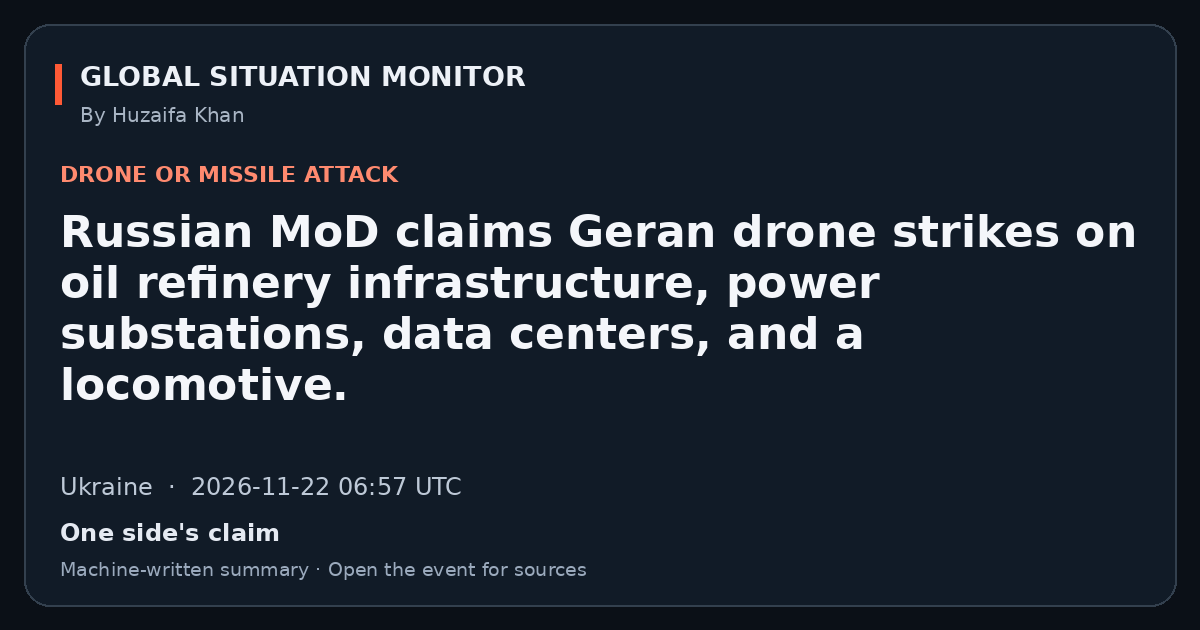 GLOBAL SITUATION MONITOR
By Huzaifa Khan
DRONE OR MISSILE ATTACK
Russian MoD claims Geran drone strikes on
oil refinery infrastructure, power
substations, data centers, and a
locomotive.
Ukraine · 2026-11-22 06:57 UTC
One side's claim
Machine-written summary · Open the event for sources